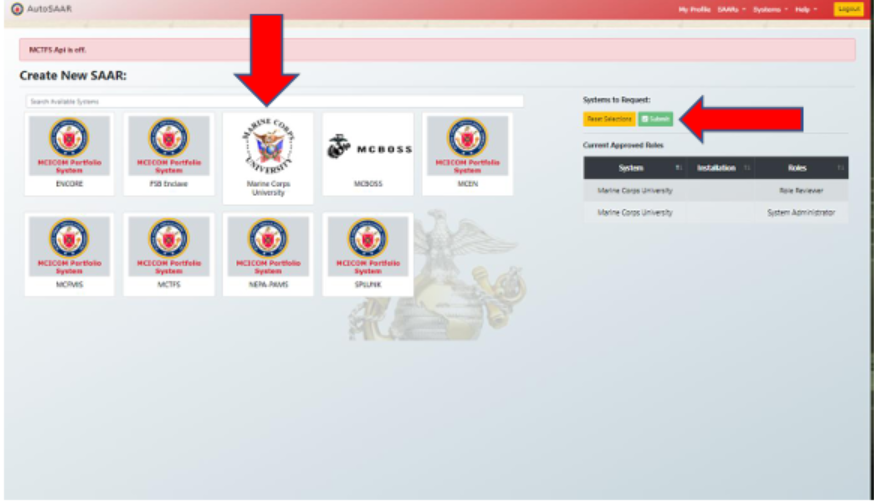 AutoSAAR
My Profile SAARs Systems Help Logout
MCTFS Api is off.
Create New SAAR:
Search Available Systems
MCICOM Portfolio
System
ENCORE
MCICOM Portfolio
System
FSB Enclave
MARINE CORPS
UNIVERSITY
Marine Corps
University
MCBOSS
MCBOSS
MCICOM Portfolio
System
MCEN
MCICOM Portfolio
System
MCPMIS
MCICOM Portfolio
System
MCTFS
MCICOM Portfolio
System
NEPA-PAMS
MCICOM Portfolio
System
SPLUNK
Systems to Request:
Reset Selections Submit
Current Approved Roles
System Installation Roles
Marine Corps University Role Reviewer
Marine Corps University System Administrator